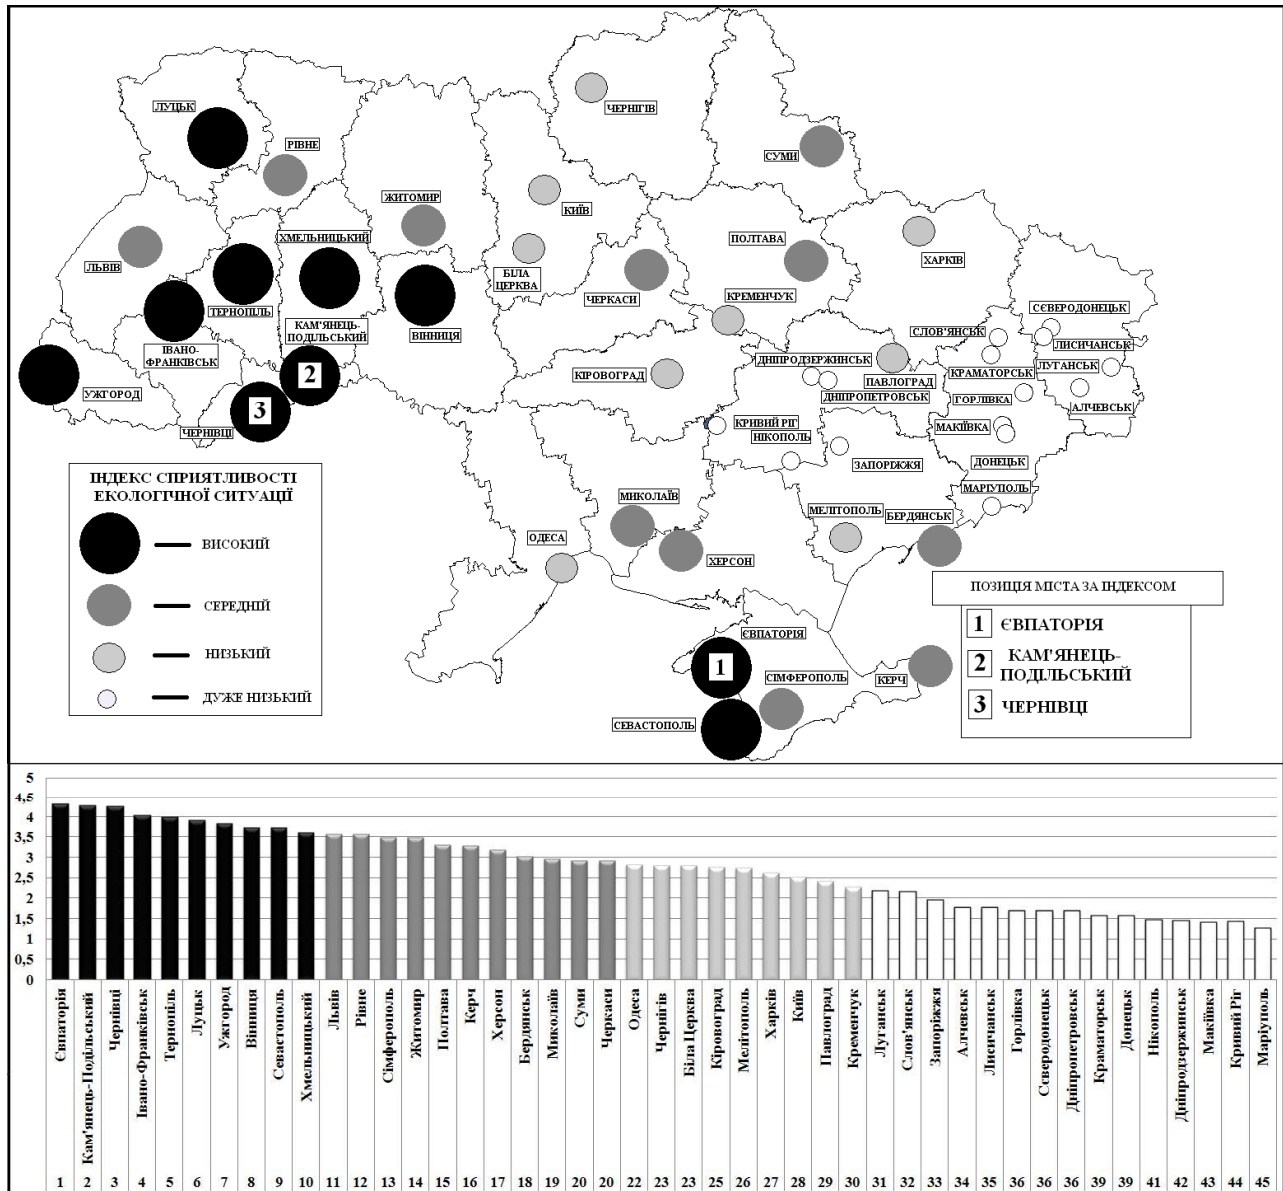 ЛУЦЬК
РІВНЕ
ЧЕРНІГІВ
СУМИ
ЖИТОМИР
КИЇВ
ХМЕЛЬНИЦЬКИЙ
ПОЛТАВА
ХАРКІВ
ЛЬВІВ
БІЛА
ЦЕРКВА
ЧЕРКАСИ
КРЕМЕНЧУК
ТЕРНОПІЛЬ
КАМ'ЯНЕЦЬ-
ПОДІЛЬСЬКИЙ
ВІННИЦЯ
СЄВЕРОДОНЕЦЬК
СЛОВ'ЯНСЬК
ЛИСИЧАНСЬК
ІВАНО-
ФРАНКІВСЬК
ДНІПРОДЗЕРЖИНСЬК
ЛУГАНСЬК
КРАМАТОРСЬК
КІРОВОГРАД
ПАВЛОГРАД
УЖГОРОД
2
ДНІПРОПЕТРОВСЬК
ГОРЛІВКА
АЛЧЕВСЬК
3
ЧЕРНІВЦІ
КРИВИЙ РІГ
МАКІЇВКА
НІКОПОЛЬ
ЗАПОРІЖЖЯ
ДОНЕЦЬК
МАРІУПОЛЬ
МИКОЛАЇВ
МЕЛІТОПОЛЬ
БЕРДЯНСЬК
ОДЕСА
ХЕРСОН
ІНДЕКС СПРИЯТЛИВОСТІ
ЕКОЛОГІЧНОЇ СИТУАЦІЇ
ВИСОКИЙ
СЕРЕДНІЙ
НИЗЬКИЙ
ДУЖЕ НИЗЬКИЙ
ЄВПАТОРІЯ
1
СІМФЕРОПОЛЬ
КЕРЧ
СЕВАСТОПОЛЬ
ПОЗИЦІЯ МІСТА ЗА ІНДЕКСОМ
1 ЄВПАТОРІЯ
2 КАМ'ЯНЕЦЬ-
ПОДІЛЬСЬКИЙ
3 ЧЕРНІВЦІ
5
4,5
4
3,5
3
2,5
2
1,5
1
0,5
0
Євпаторія
Кам'янець-Подільський
Чернівці
Івано-Франківськ
Тернопіль
Луцьк
Ужгород
Вінниця
Севастополь
Хмельницький
Львів
Рівне
Сімферополь
Житомир
Полтава
Керч
Херсон
Бердянськ
Миколаїв
Суми
Черкаси
Одеса
Чернігів
Біла Церква
Кіровоград
Мелітополь
Харків
Київ
Павлоград
Кременчук
Луганськ
Слов'янськ
Запоріжжя
Алчевськ
Лисичанськ
Горлівка
Сєверодонецьк
Дніпропетровськ
Краматорськ
Донецьк
Нікополь
Дніпродзержинськ
Макіївка
Кривий Ріг
Маріуполь
1 2 3 4 5 6 7 8 9 10 11 12 13 14 15 16 17 18 19 20 20 22 23 23 25 26 27 28 29 30 31 32 33 34 35 36 36 36 39 39 41 42 43 44 45